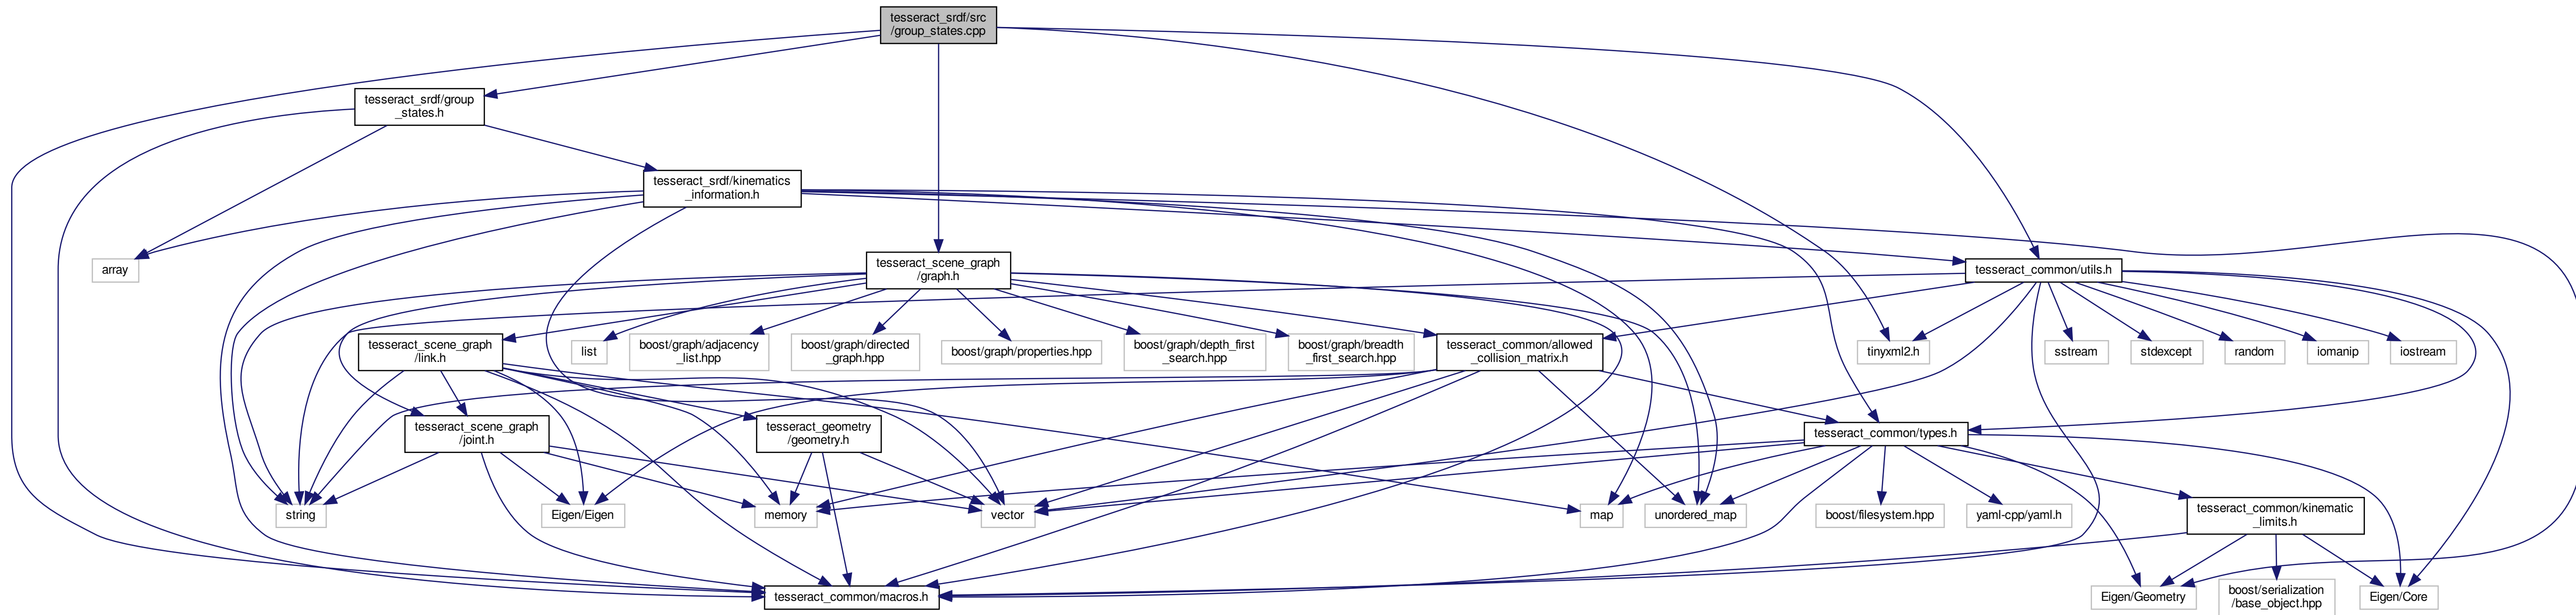 tesseract_srdf/src
/group_states.cpp
tesseract_srdf/group
_states.h
tesseract_srdf/kinematics
_information.h
array
tesseract_scene_graph
/graph.h
tesseract_common/utils.h
tesseract_scene_graph
/link.h
list
boost/graph/adjacency
_list.hpp
boost/graph/directed
_graph.hpp
boost/graph/properties.hpp
boost/graph/depth_first
_search.hpp
boost/graph/breadth
_first_search.hpp
tesseract_common/allowed
_collision_matrix.h
tinyxml2.h
sstream
stdexcept
random
iomanip
iostream
tesseract_scene_graph
/joint.h
tesseract_geometry
/geometry.h
tesseract_common/types.h
string
Eigen/Eigen
memory
vector
map
unordered_map
boost/filesystem.hpp
yaml-cpp/yaml.h
tesseract_common/kinematic
_limits.h
tesseract_common/macros.h
Eigen/Geometry
boost/serialization
/base_object.hpp
Eigen/Core